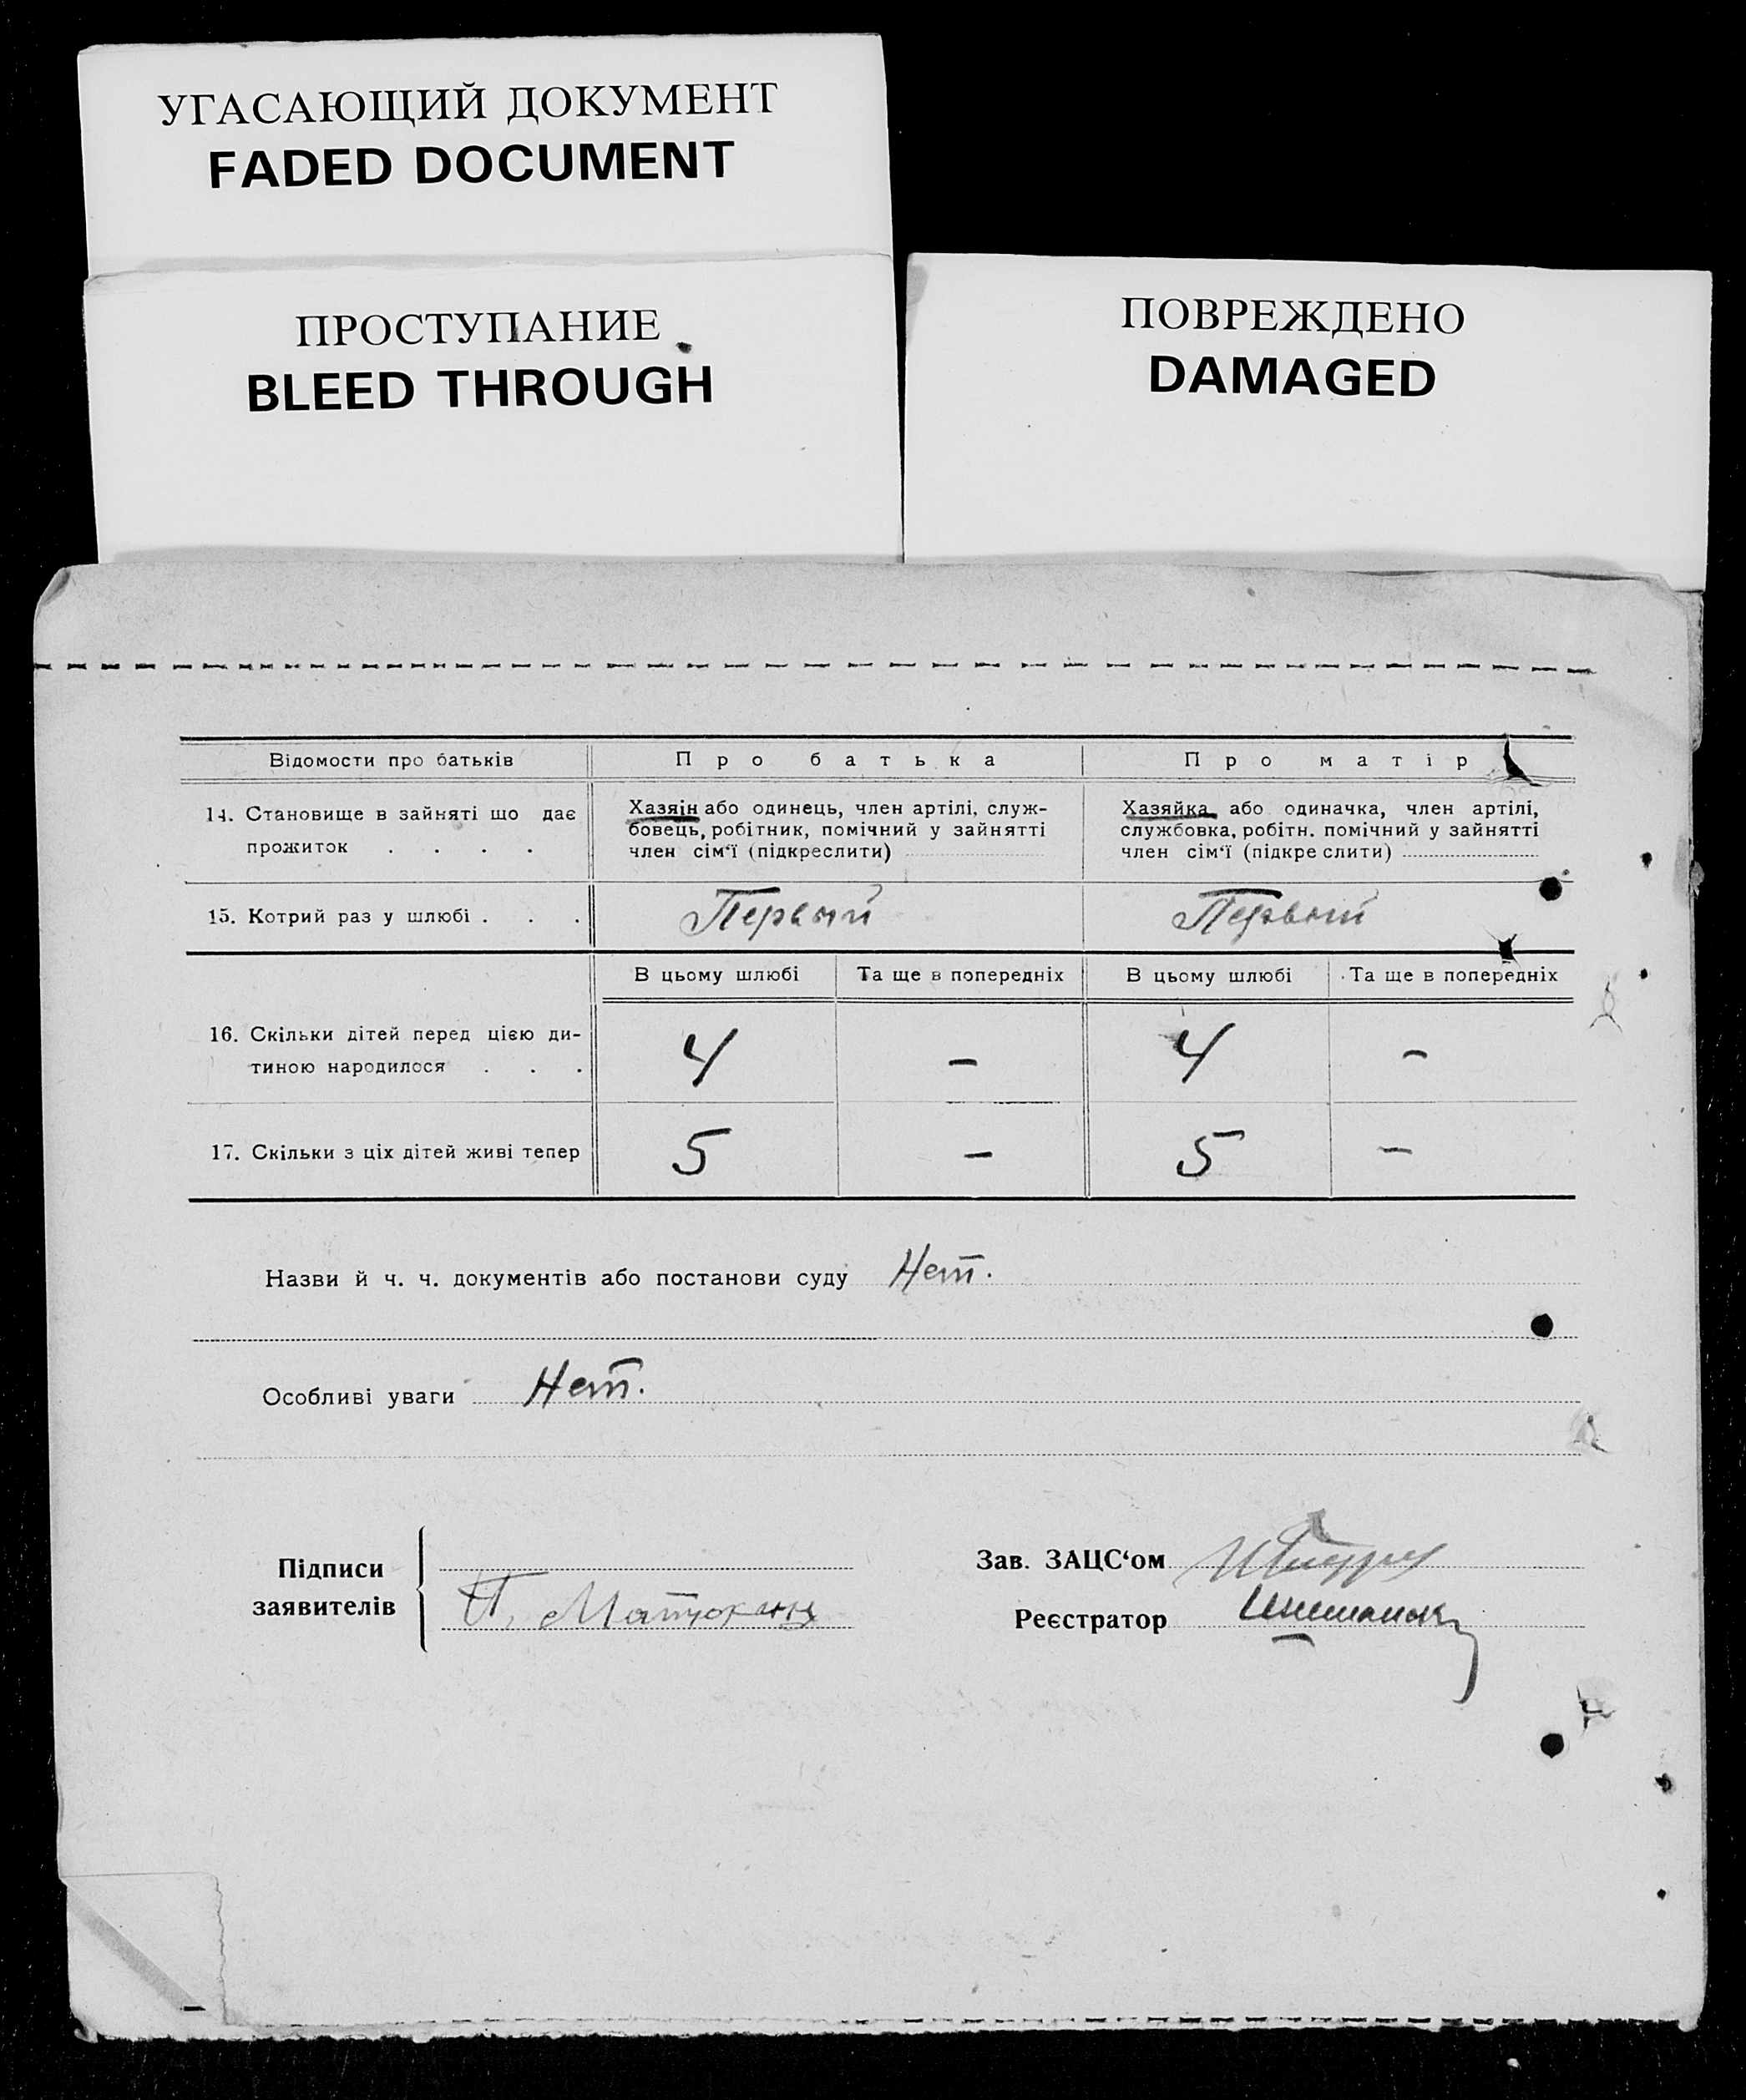 УГАСАЮЩИЙ ДОКУМЕНТ
FADED DOCUMENT
ПРОСТУПАНИЕ
BLEED THROUGH
ПОВРЕЖДЕНО
DAMAGED
Відомости про батьків Про батька Про матір
14. Становище в зайняті що дає прожиток . . . .
Хазяїн або одинець, член артілі, служ-
бовець, робітник, помічний у зайнятті
член сім'ї (підкреслити)
Хазяйка або одиначка, член артілі,
службовка, робітн. помічний у зайнятті
член сім'ї (підкреслити)
15. Котрий раз у шлюбі . . . Первый Первый
В цьому шлюбі Та ще в попередніх В цьому шлюбі Та ще в попередніх
16. Скільки дітей перед цією ди-
тиною народилося . . . 4 – 4 –
17. Скільки з ціх дітей живі тепер 5 – 5 –
Назви й ч. ч. документів або постанови суду Нет.
Особливі уваги Нет.
Підписи
заявителів
Зав. ЗАЦС‘ом
Реєстратор